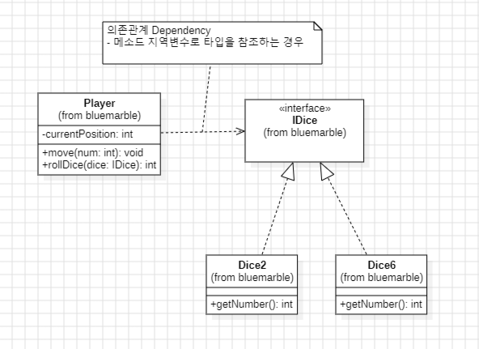 의존관계 Dependency
- 메소드 지역변수로 타입을 참조하는 경우
Player
(from bluemarble)
-currentPosition: int
+move(num: int): void
+rollDice(dice: IDice): int
«interface»
IDice
(from bluemarble)
Dice2
(from bluemarble)
+getNumber(): int
Dice6
(from bluemarble)
+getNumber(): int